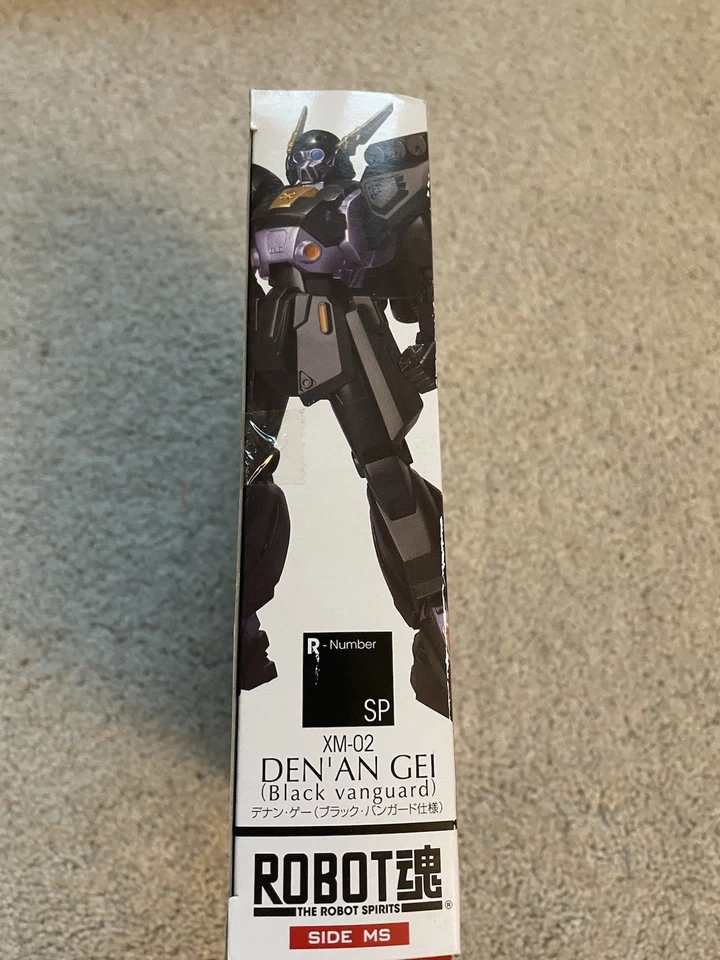 R - Number
SP
XM-02
DEN'AN GEI
(Black vanguard)
デナン・ゲー(ブラック・バンガード仕様)
ROBOT魂
THE ROBOT SPIRITS
®
SIDE MS